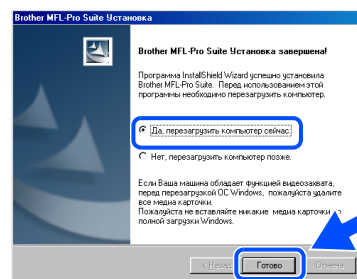 Brother MFL-Pro Suite Установка
Brother MFL-Pro Suite Установка завершена!
Программа InstallShield Wizard успешно установила
Brother MFL-Pro Suite. Перед использованием этой
программы необходимо перезагрузить компьютер.
Да, перезагрузить компьютер сейчас.
Нет, перезагрузить компьютер позже.
Если Ваша машина обладает функцией видеозахвата,
перед перезагрузкой ОС Windows, пожалуйста удалите
все медиа карточки.
Пожалуйста не вставляйте никакие медиа карточки до
полной загрузки Windows.
< Назад Готово Отмена